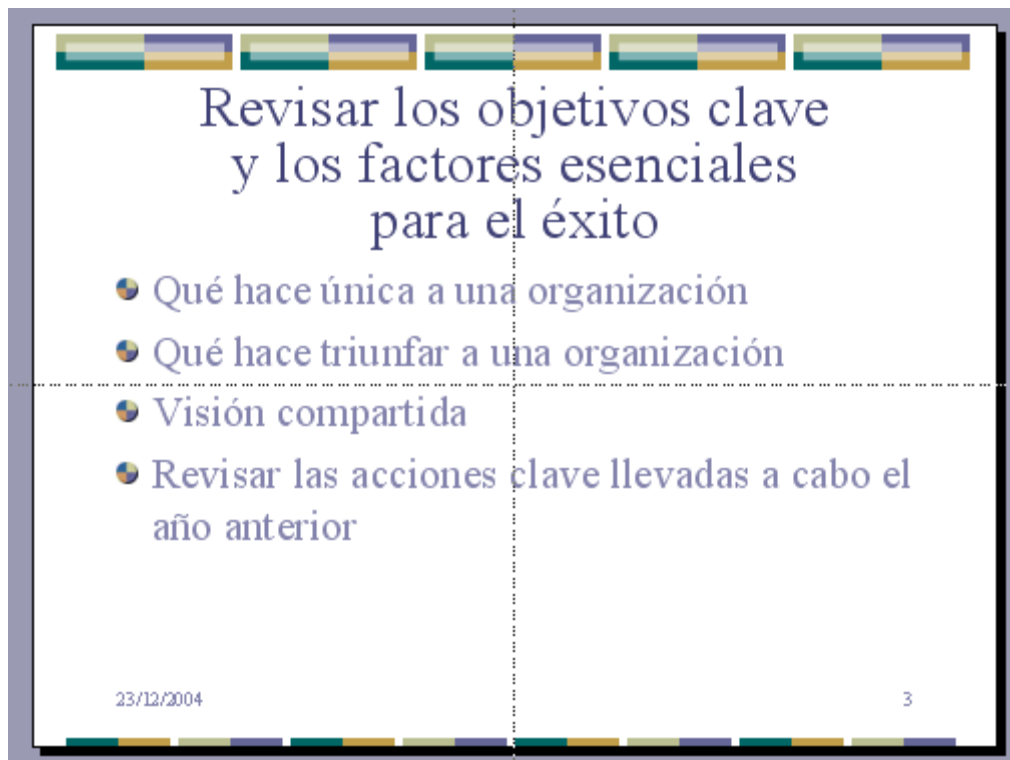 Revisar los objetivos clave
y los factores esenciales
para el éxito
Qué hace única a una organización
Qué hace triunfar a una organización
Visión compartida
Revisar las acciones clave llevadas a cabo el
año anterior
23/12/2004
3